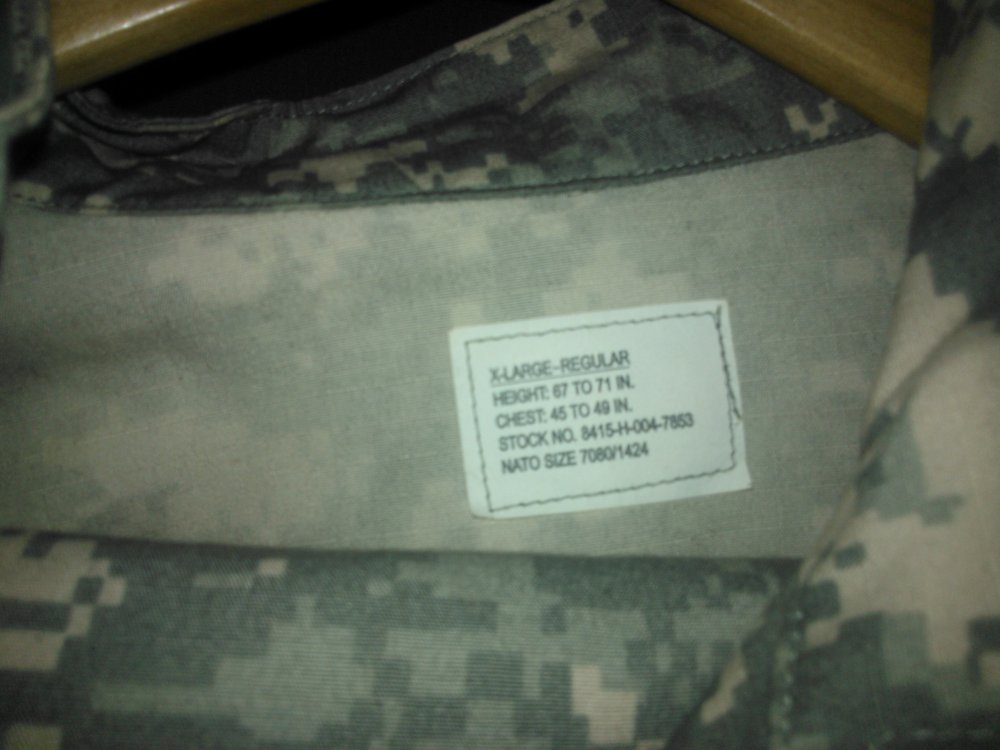 X-LARGE-REGULAR
HEIGHT: 67 TO 71 IN.
CHEST: 45 TO 49 IN.
STOCK NO. 8415-H-004-7853
NATO SIZE 7080/1424